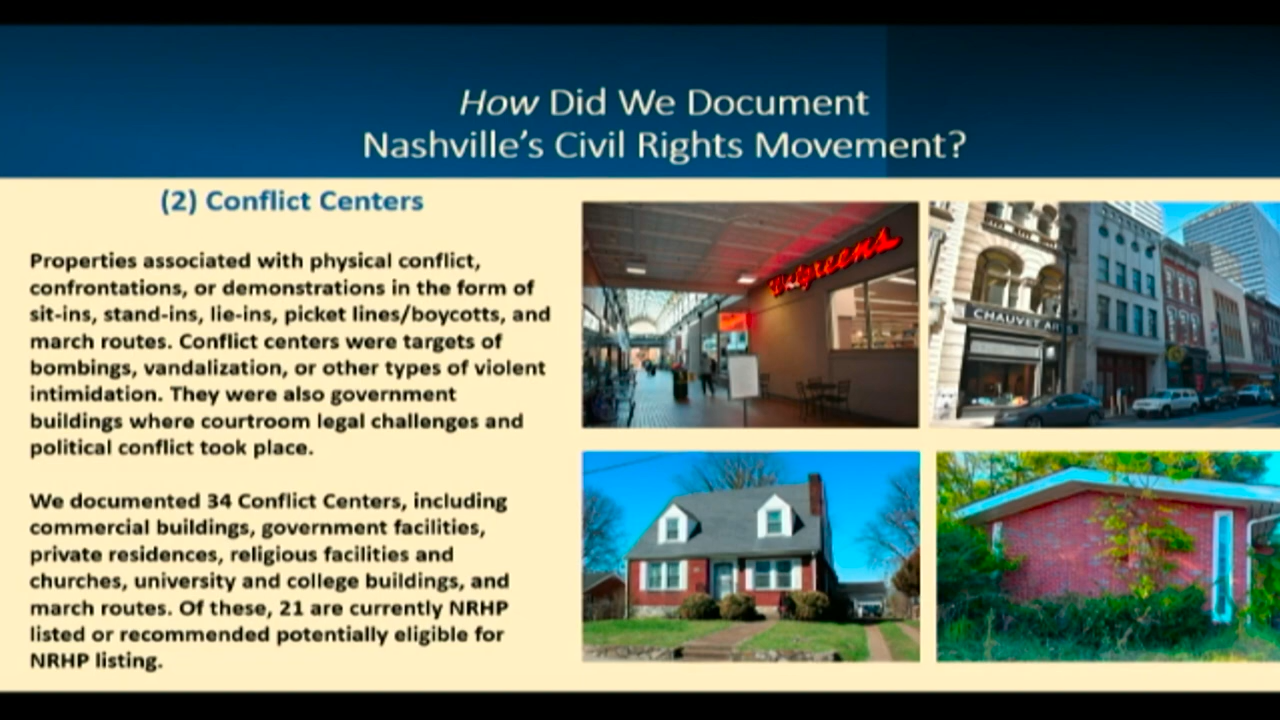 How Did We Document
Nashville's Civil Rights Movement?
(2) Conflict Centers
Properties associated with physical conflict,
confrontations, or demonstrations in the form of
sit-ins, stand-ins, lie-ins, picket lines/boycotts, and
march routes. Conflict centers were targets of
bombings, vandalization, or other types of violent
intimidation. They were also government
buildings where courtroom legal challenges and
political conflict took place.
We documented 34 Conflict Centers, including
commercial buildings, government facilities,
private residences, religious facilities and
churches, university and college buildings, and
march routes. Of these, 21 are currently NRHP
listed or recommended potentially eligible for
NRHP listing.
Walgreens
CHAUVET